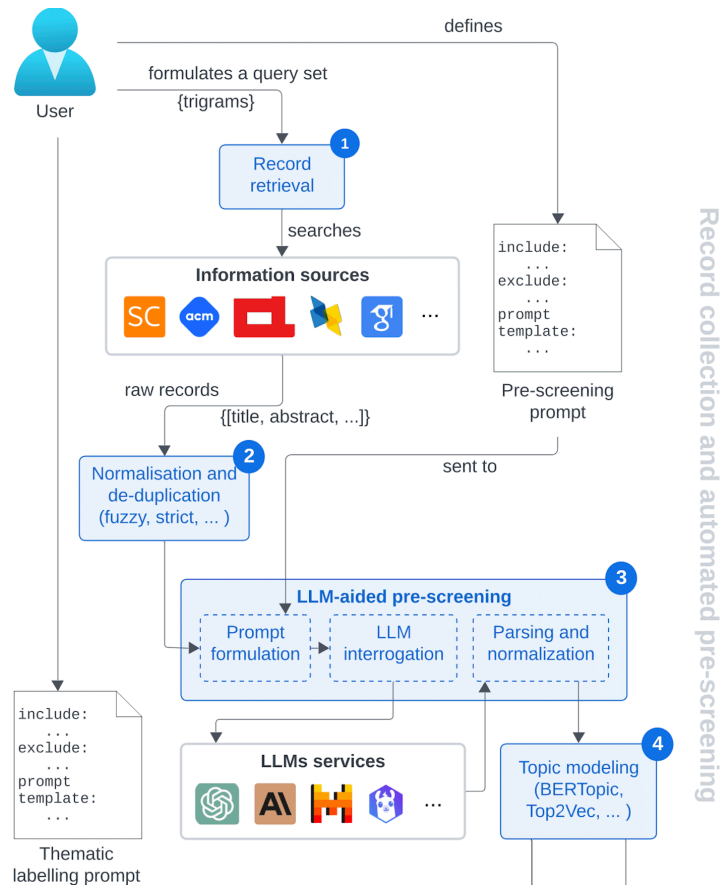 defines
formulates a query set
{trigrams}
User
1
Record
retrieval
searches
Information sources
SC
acm
...
include:
...
exclude:
...
prompt
template:
...
Pre-screening
prompt
raw records
{[title, abstract, ...]}
2
Normalisation and
de-duplication
(fuzzy, strict, ... )
sent to
3
LLM-aided pre-screening
Prompt
formulation
LLM
interrogation
Parsing and
normalization
include:
...
exclude:
...
prompt
template:
...
Thematic
labelling prompt
LLMs services
A\
...
4
Topic modeling
(BERTopic,
Top2Vec, ... )
Record collection and automated pre-screening